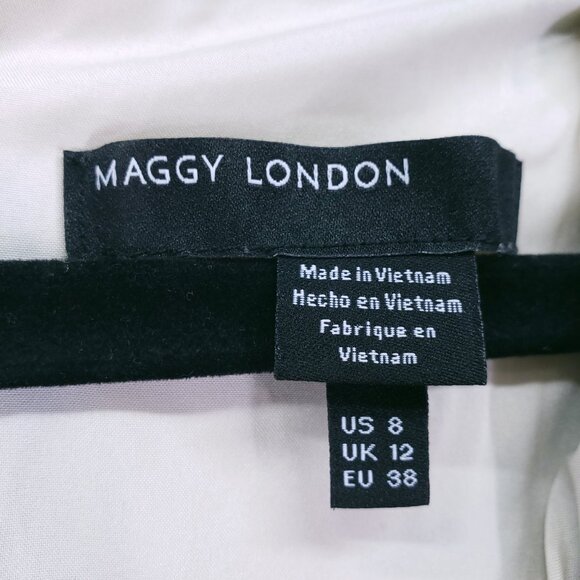 MAGGY LONDON
Made in Vietnam
Hecho en Vietnam
Fabrique en
Vietnam
US 8
UK 12
EU 38